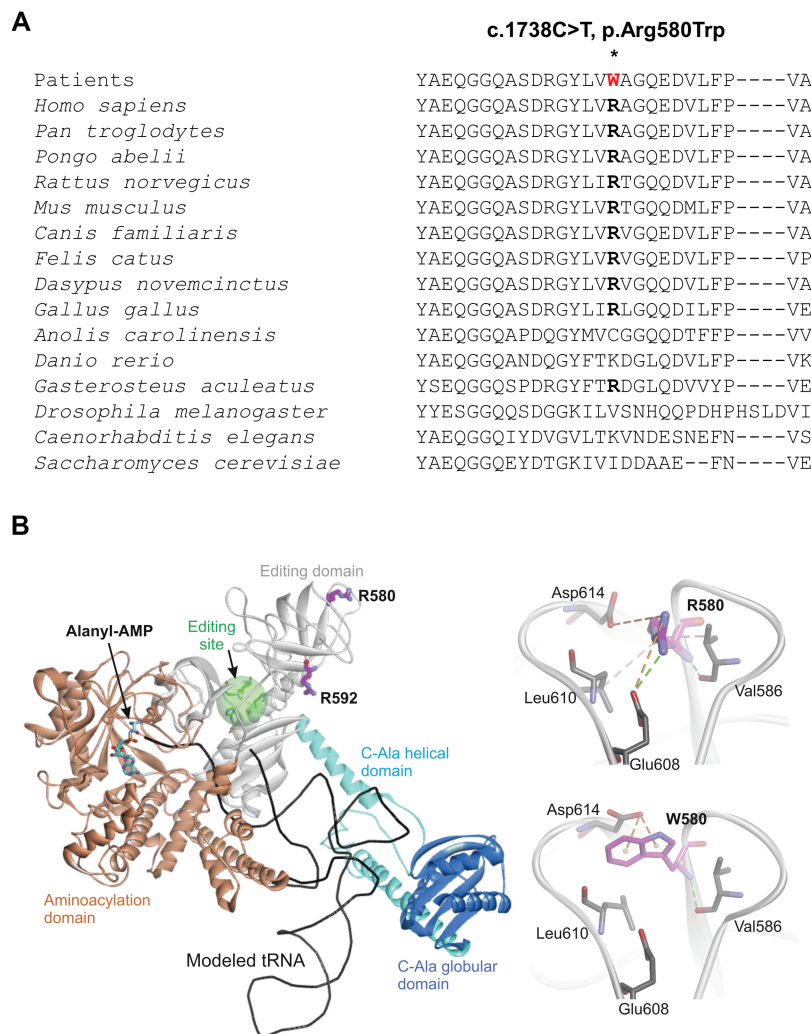 A
c.1738C>T, p.Arg580Trp
*
Patients YAEQGGQASDRGYLVWAGQEDVLFP----VA
Homo sapiens YAEQGGQASDRGYLVRAGQEDVLFP----VA
Pan troglodytes YAEQGGQASDRGYLVRAGQEDVLFP----VA
Pongo abelii YAEQGGQASDRGYLVRAGQEDVLFP----VA
Rattus norvegicus YAEQGGQASDRGYLIRTGQQDVLFP----VA
Mus musculus YAEQGGQASDRGYLVRTGQQDMLFP----VA
Canis familiaris YAEQGGQASDRGYLVRVGQEDVLFP----VA
Felis catus YAEQGGQASDRGYLVRVGQEDVLFP----VP
Dasypus novemcinctus YAEQGGQASDRGYLVRVGQQDVLFP----VA
Gallus gallus YAEQGGQASDRGYLIRLGQQDILFP----VE
Anolis carolinensis YAEQGGQAPDQGYMVCGGQQDTFFP----VV
Danio rerio YAEQGGQANDQGYFTKDGLQDVLFP----VK
Gasterosteus aculeatus YSEQGGQSPDRGYFTRDGLQDVVYP----VE
Drosophila melanogaster YYESGGQQSDGGKILVSNHQQPDHPHSLDVI
Caenorhabditis elegans YAEQGGQIYDVGVLTKVNDESNEFN----VS
Saccharomyces cerevisiae YAEQGGQEYDTGKIVIDDAAE--FN----VE
B
Editing domain
R580
Alanyl-AMP
Editing
site
R592
C-Ala helical
domain
Aminoacylation
domain
Modeled tRNA
C-Ala globular
domain
Asp614
R580
Leu610
Val586
Glu608
Asp614
W580
Leu610
Val586
Glu608